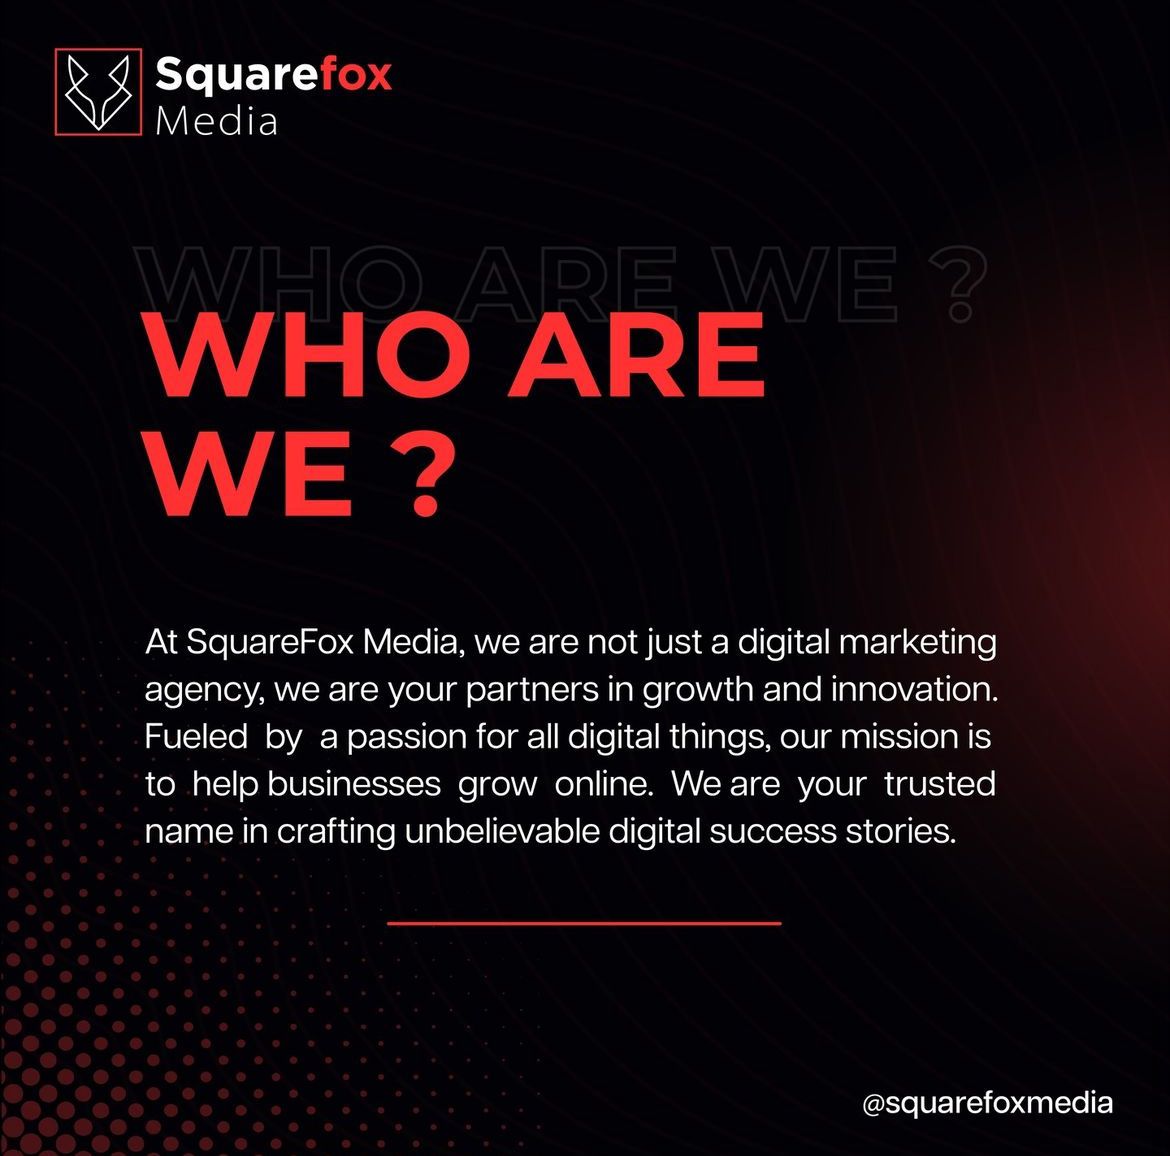 Squarefox
Media
WHO ARE WE ?
WHO ARE
WE ?
At SquareFox Media, we are not just a digital marketing
agency, we are your partners in growth and innovation.
Fueled by a passion for all digital things, our mission is
to help businesses grow online. We are your trusted
name in crafting unbelievable digital success stories.
@squarefoxmedia